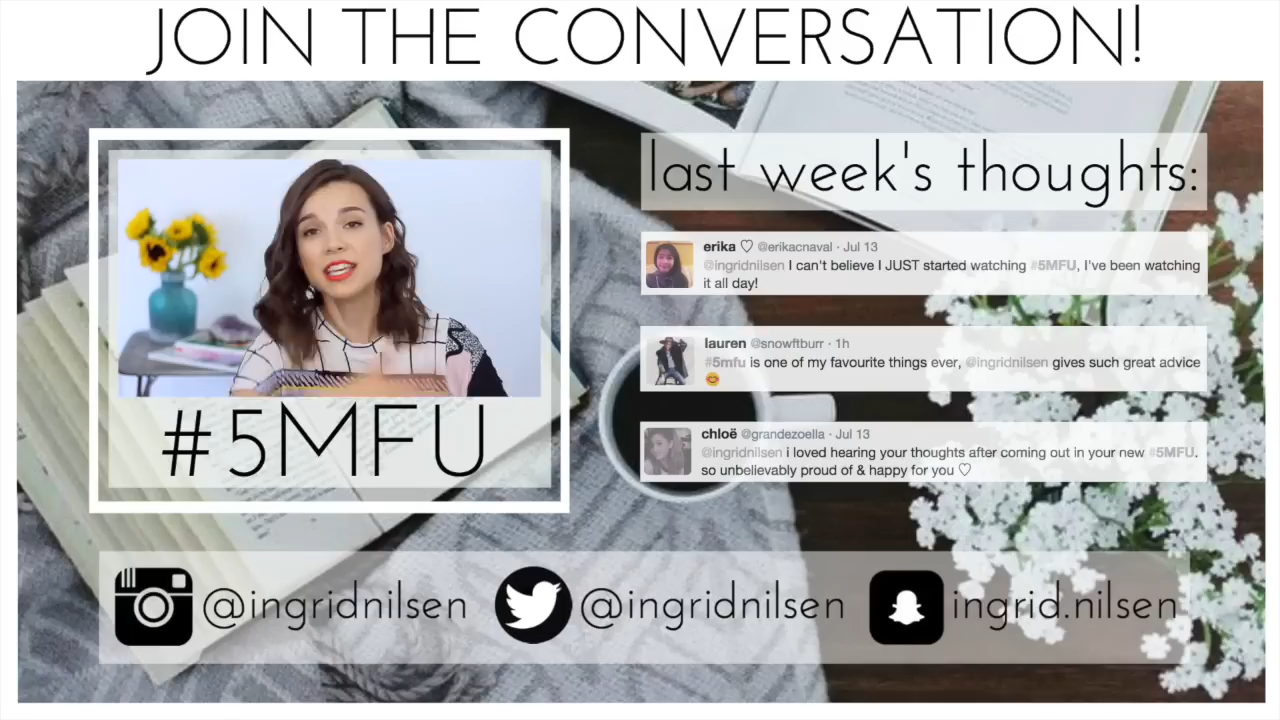 JOIN THE CONVERSATION!
last week's thoughts:
erika ♡ @erikacnaval · Jul 13
@ingridnilsen I can't believe I JUST started watching #5MFU, I've been watching
it all day!
lauren @snowftburr · 1h
#5mfu is one of my favourite things ever, @ingridnilsen gives such great advice
😊
chloë @grandezoella · Jul 13
@ingridnilsen i loved hearing your thoughts after coming out in your new #5MFU.
so unbelievably proud of & happy for you ♡
#5MFU
@ingridnilsen
@ingridnilsen
ingrid.nilsen